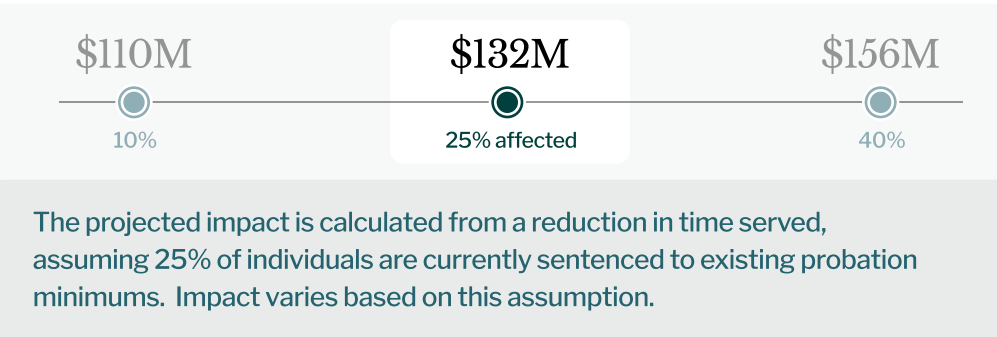 $110M $132M $156M
10% 25% affected 40%
The projected impact is calculated from a reduction in time served,
assuming 25% of individuals are currently sentenced to existing probation
minimums.  Impact varies based on this assumption.